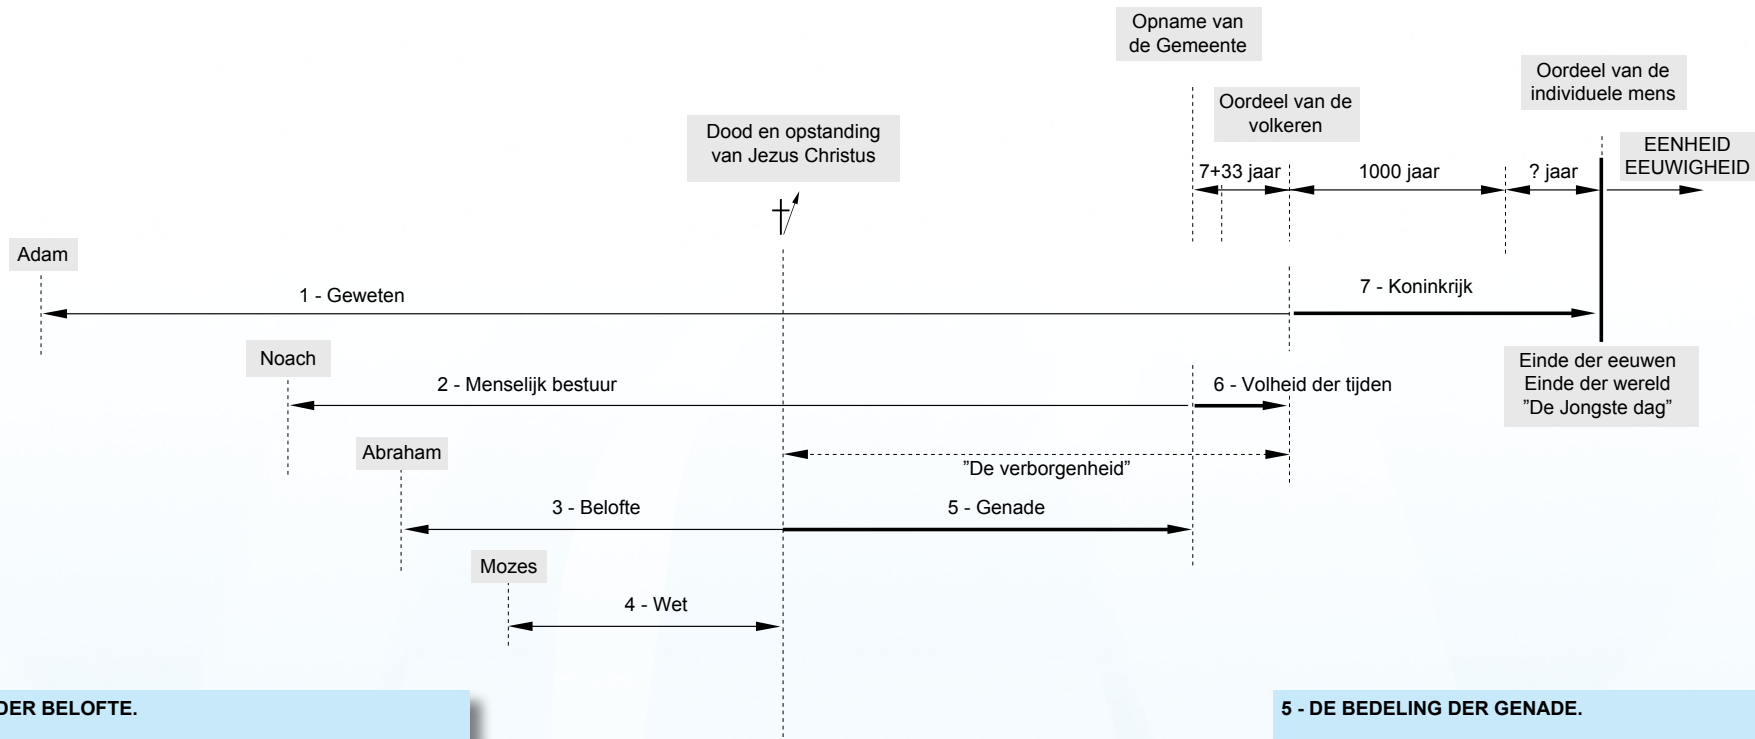 Opname van
de Gemeente
Oordeel van de
individuele mens
Oordeel van de
volkeren
Dood en opstanding
van Jezus Christus
EENHEID
EEUWIGHEID
7+33 jaar
1000 jaar
? jaar
Adam
1 - Geweten
7 - Koninkrijk
Noach
2 - Menselijk bestuur
6 - Volheid der tijden
Einde der eeuwen
Einde der wereld
”De Jongste dag”
Abraham
”De verborgenheid”
3 - Belofte
5 - Genade
Mozes
4 - Wet
DER BELOFTE.
5 - DE BEDELING DER GENADE.